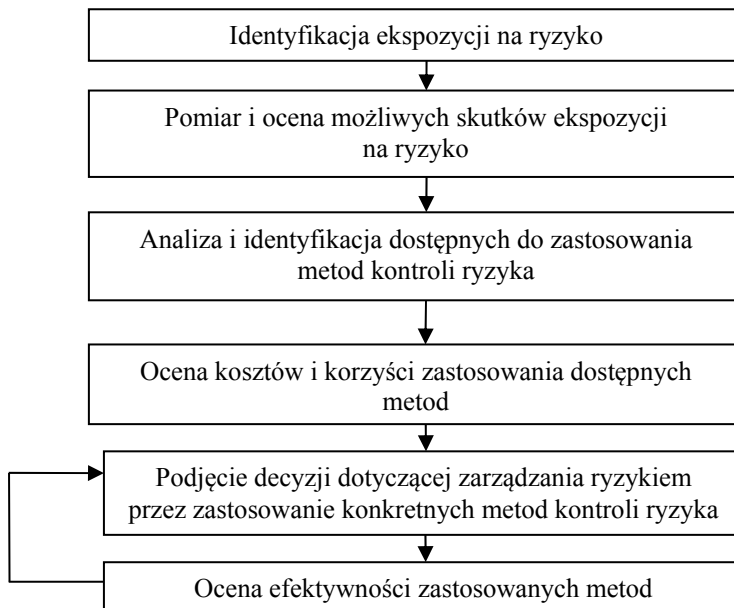 Identyfikacja ekspozycji na ryzyko
Pomiar i ocena możliwych skutków ekspozycji
na ryzyko
Analiza i identyfikacja dostępnych do zastosowania
metod kontroli ryzyka
Ocena kosztów i korzyści zastosowania dostępnych
metod
Podjęcie decyzji dotyczącej zarządzania ryzykiem
przez zastosowanie konkretnych metod kontroli ryzyka
Ocena efektywności zastosowanych metod